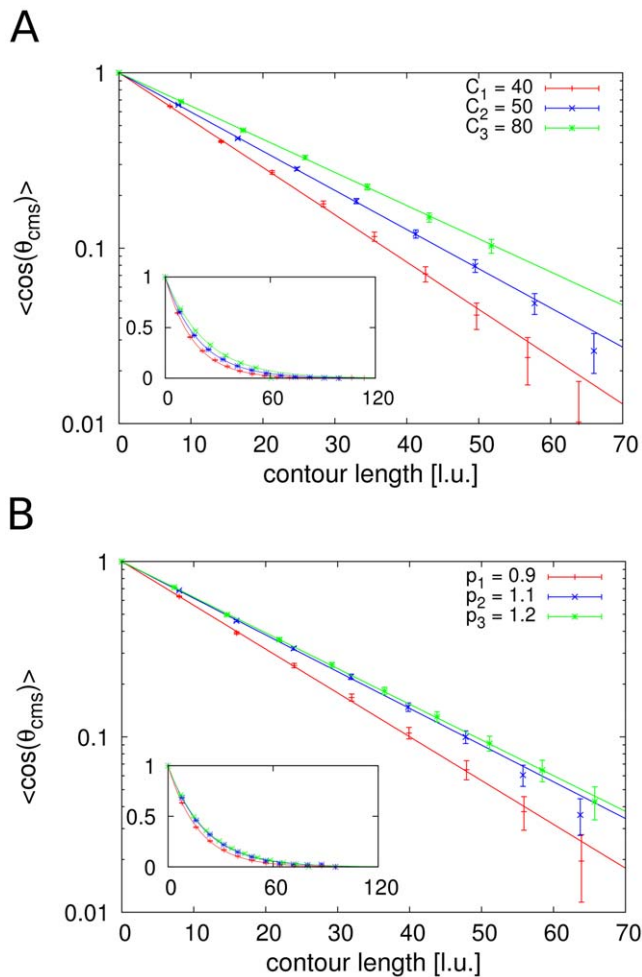 A
1
0.1
0.01
<cos(θcms)>
C1 = 40
C2 = 50
C3 = 80
1
0.5
0
0 60 120
0 10 20 30 40 50 60 70
contour length [l.u.]
B
1
0.1
0.01
<cos(θcms)>
p1 = 0.9
p2 = 1.1
p3 = 1.2
1
0.5
0
0 60 120
0 10 20 30 40 50 60 70
contour length [l.u.]